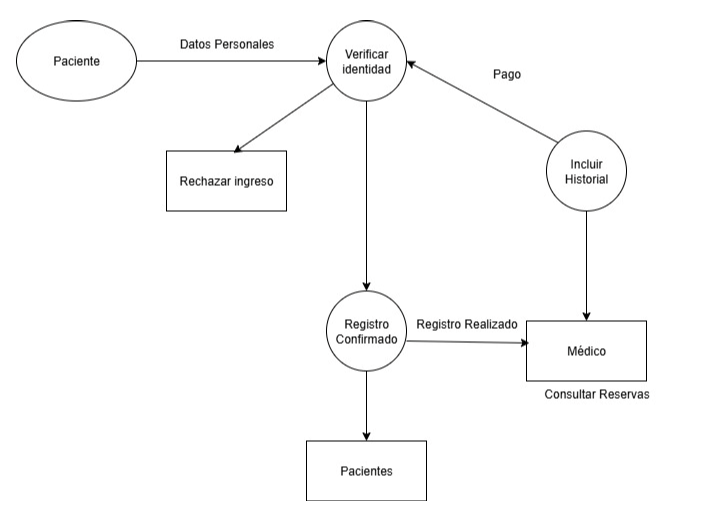 Datos Personales
Paciente
Verificar
identidad
Pago
Rechazar ingreso
Incluir
Historial
Registro
Confirmado
Registro Realizado
Médico
Consultar Reservas
Pacientes